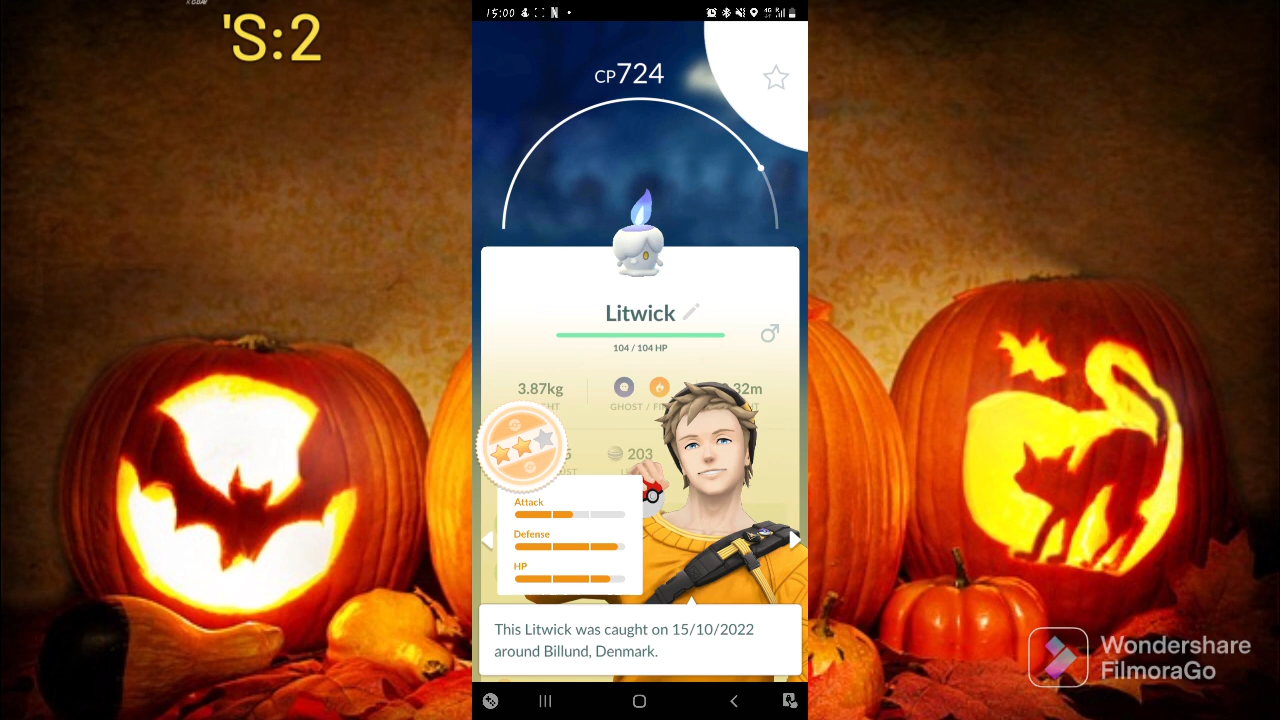 'S:2
15:00
CP724
Litwick
104 / 104 HP
3.87kg
32m
GHOST / FI
203
Attack
Defense
HP
This Litwick was caught on 15/10/2022
around Billund, Denmark.
Wondershare
FilmoraGo